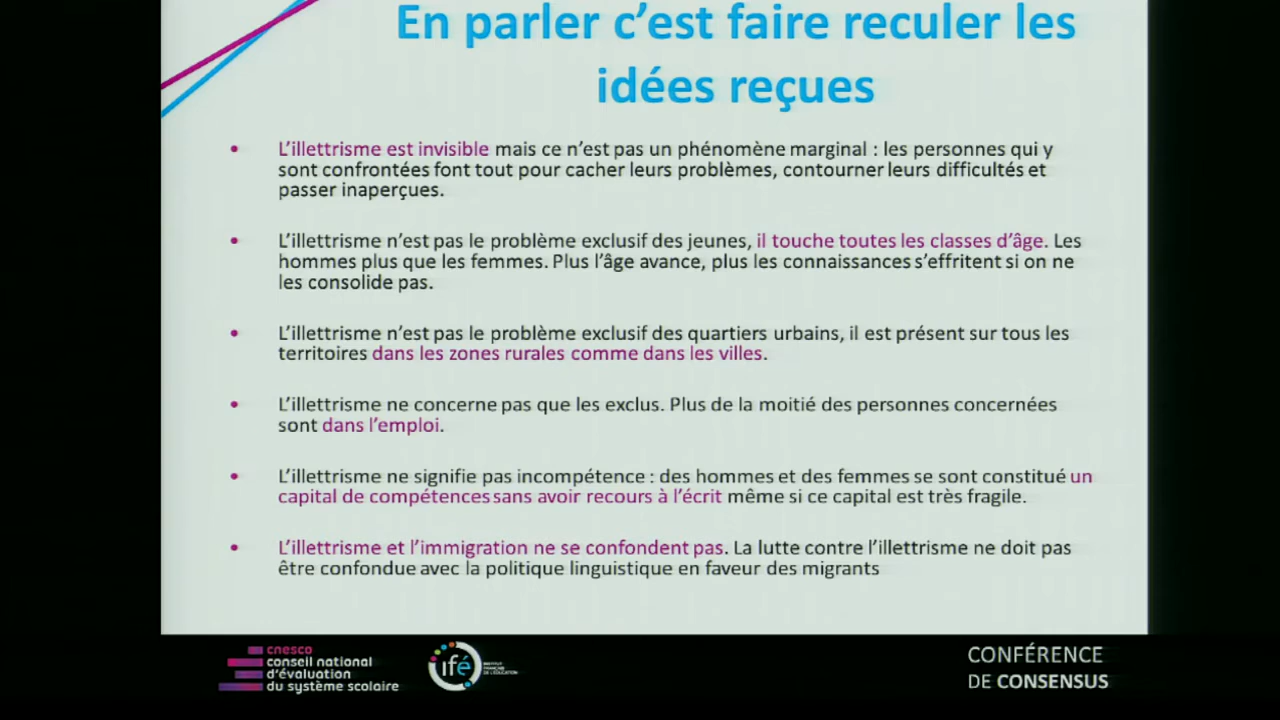 En parler c’est faire reculer les
idées reçues
• L’illettrisme est invisible mais ce n’est pas un phénomène marginal : les personnes qui y
sont confrontées font tout pour cacher leurs problèmes, contourner leurs difficultés et
passer inaperçues.
• L’illettrisme n’est pas le problème exclusif des jeunes, il touche toutes les classes d’âge. Les
hommes plus que les femmes. Plus l’âge avance, plus les connaissances s’effritent si on ne
les consolide pas.
• L’illettrisme n’est pas le problème exclusif des quartiers urbains, il est présent sur tous les
territoires dans les zones rurales comme dans les villes.
• L’illettrisme ne concerne pas que les exclus. Plus de la moitié des personnes concernées
sont dans l’emploi.
• L’illettrisme ne signifie pas incompétence : des hommes et des femmes se sont constitué un
capital de compétences sans avoir recours à l’écrit même si ce capital est très fragile.
• L’illettrisme et l’immigration ne se confondent pas. La lutte contre l’illettrisme ne doit pas
être confondue avec la politique linguistique en faveur des migrants
cnesco
conseil national
d’évaluation
du système scolaire
ifé
INSTITUT
FRANÇAIS
DE L’ÉDUCATION
CONFÉRENCE
DE CONSENSUS